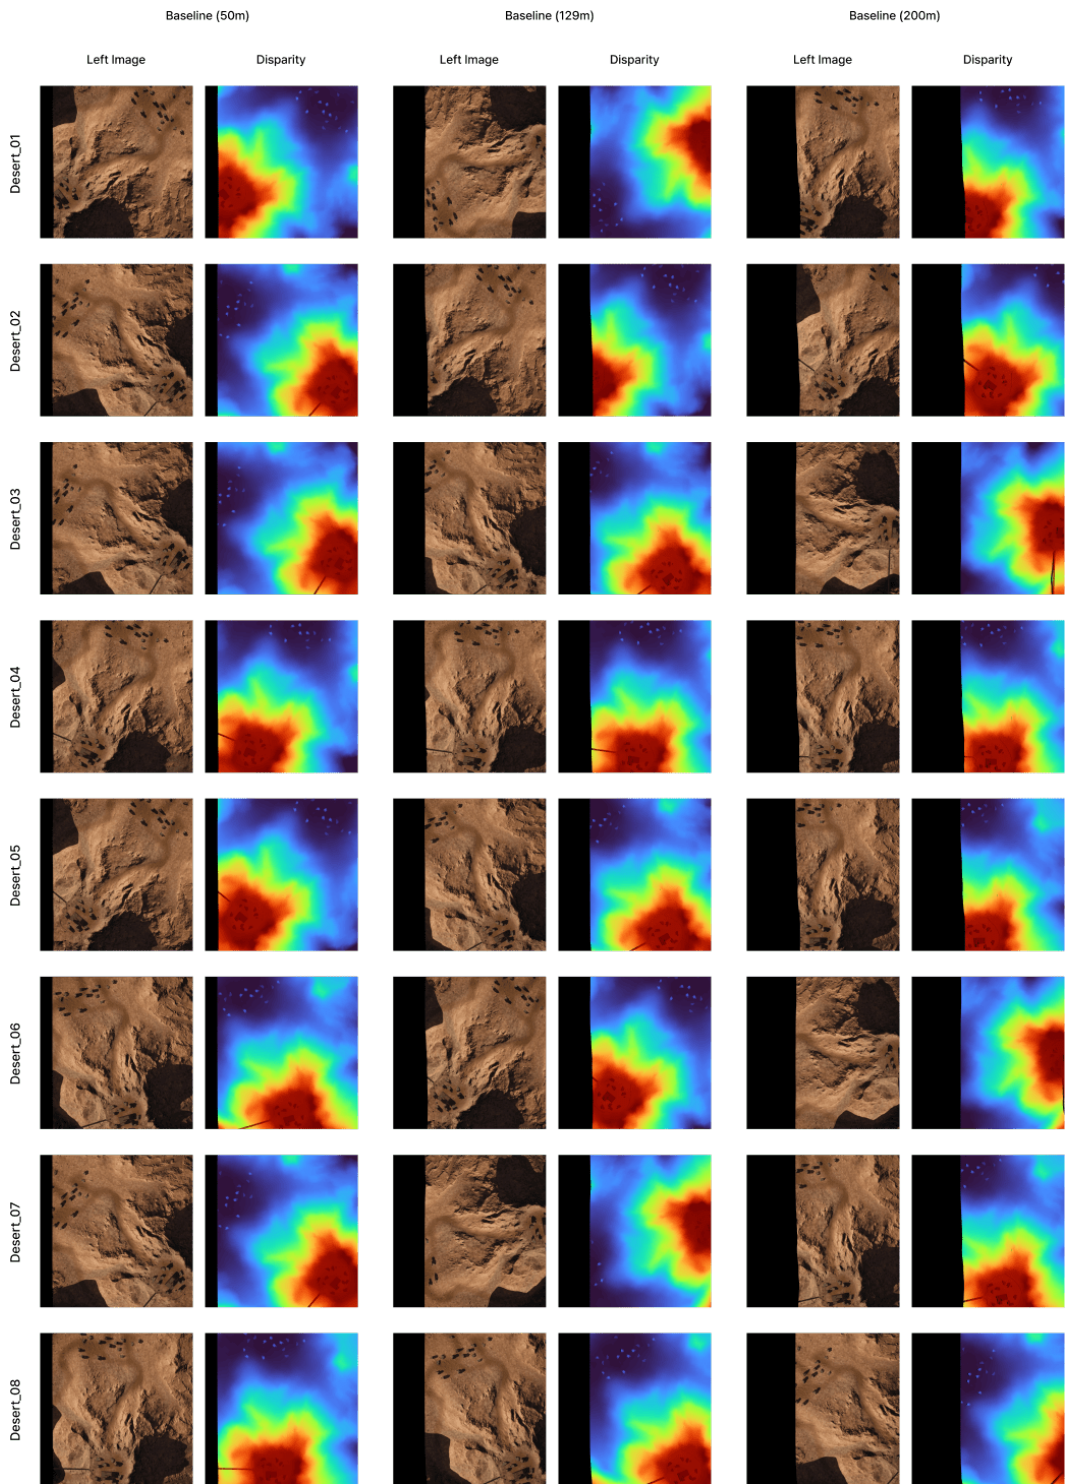 Baseline (50m) Baseline (129m) Baseline (200m)
Left Image Disparity Left Image Disparity Left Image Disparity
Desert_01
Desert_02
Desert_03
Desert_04
Desert_05
Desert_06
Desert_07
Desert_08